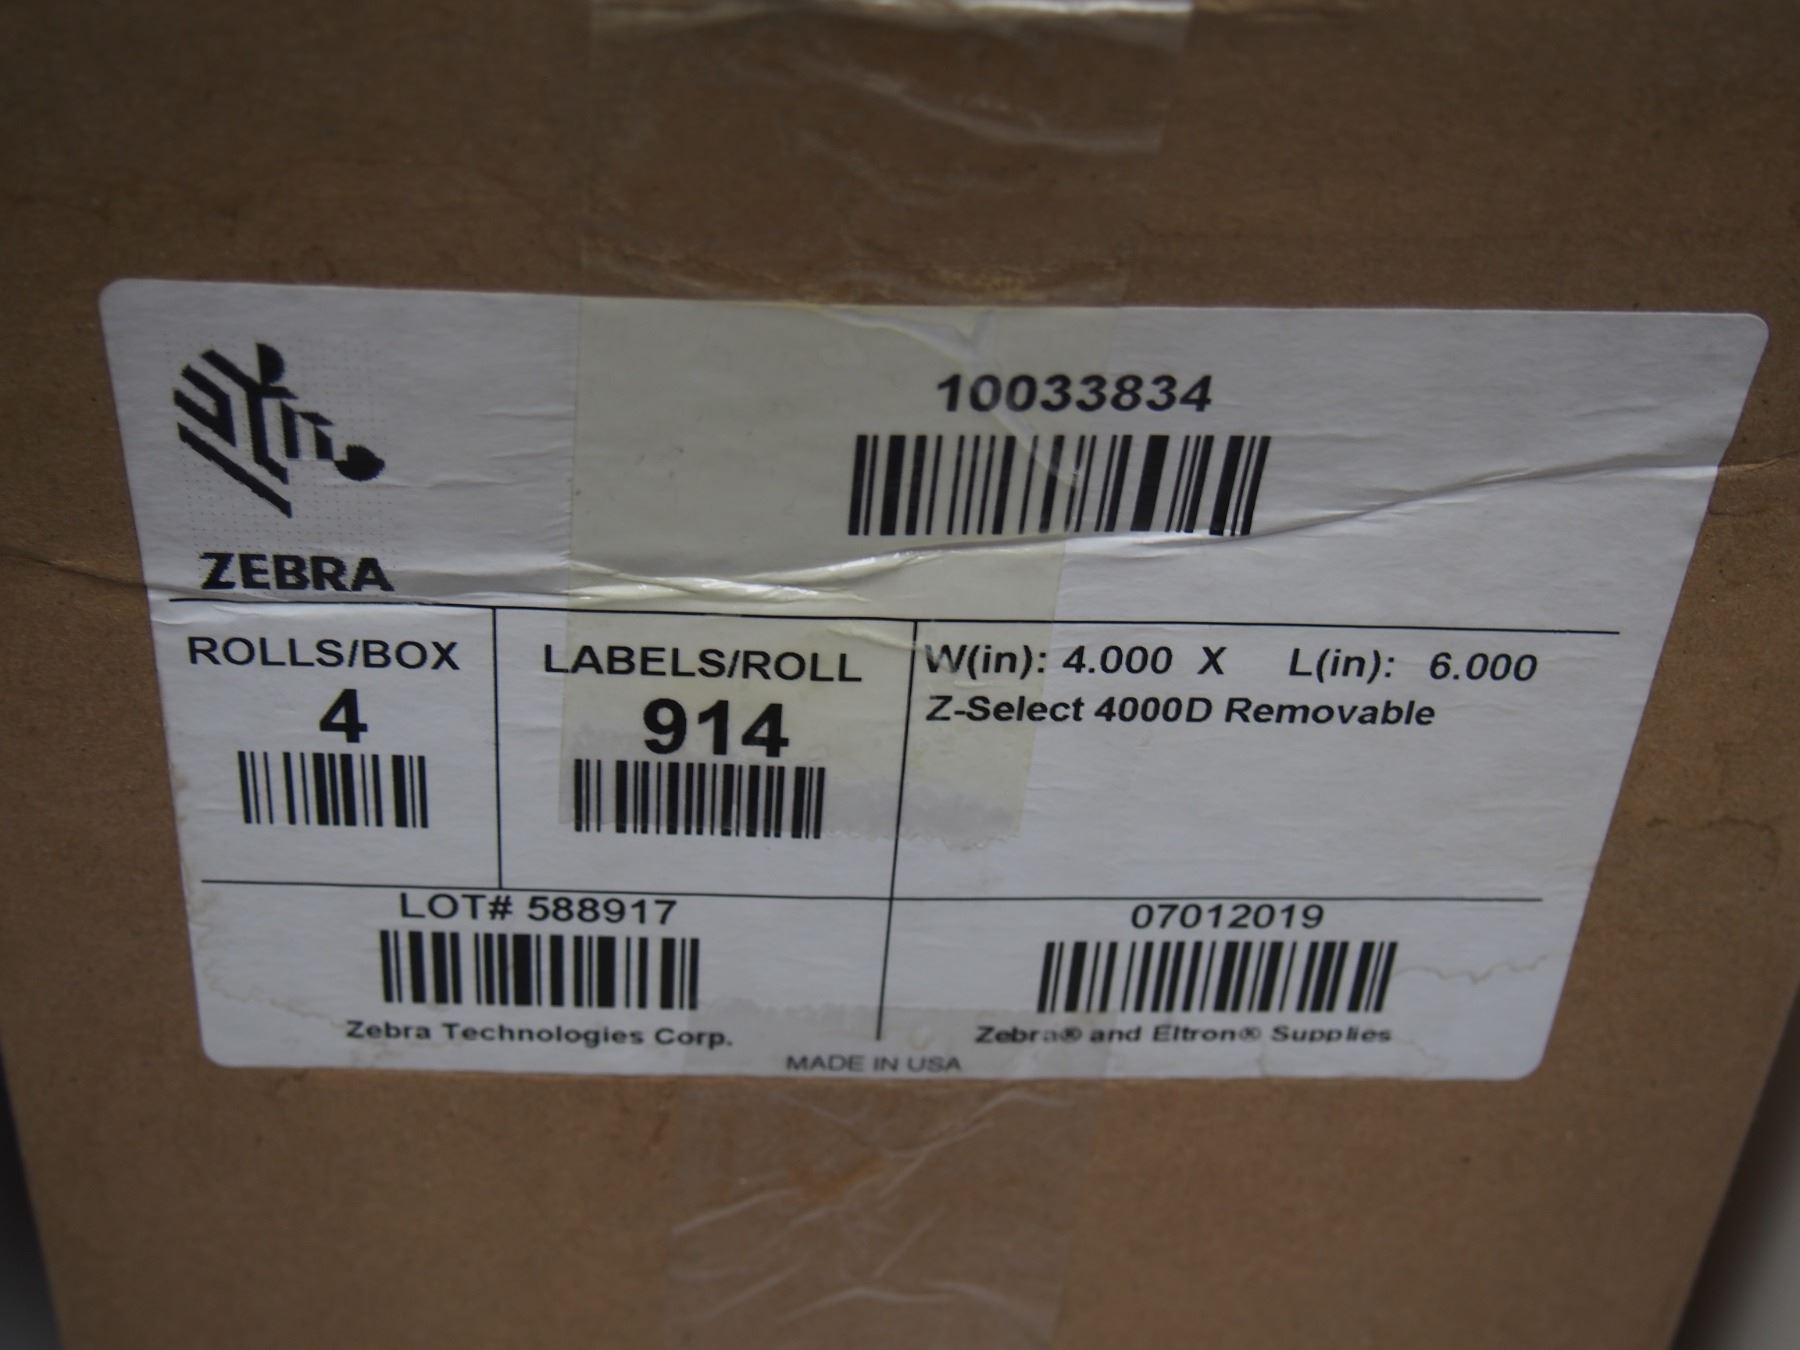 10033834
ZEBRA
ROLLS/BOX
4
LABELS/ROLL
914
W(in): 4.000 X L(in): 6.000
Z-Select 4000D Removable
LOT# 588917
Zebra Technologies Corp.
07012019
Zebra® and Eltron® Supplies
MADE IN USA